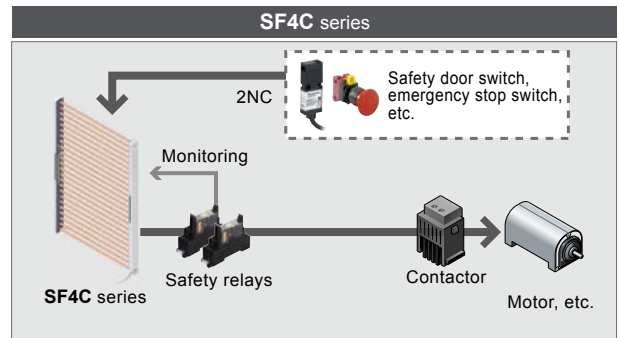 SF4C series
2NC
Safety door switch,
emergency stop switch,
etc.
Monitoring
Safety relays
SF4C series
Contactor
Motor, etc.